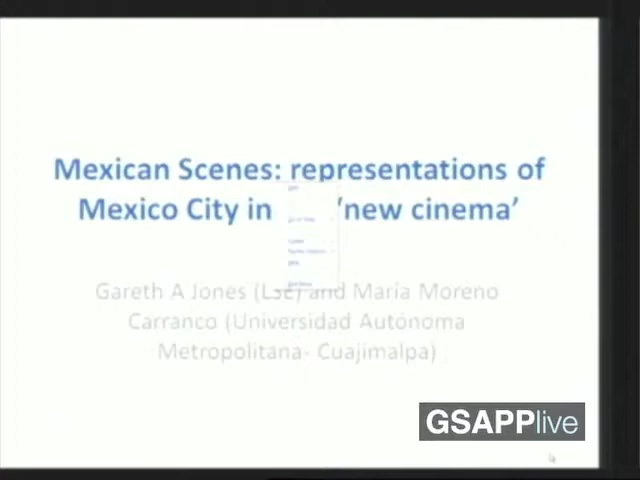 Mexican Scenes: representations of
Mexico City in 'new cinema'
Gareth A Jones (LSE) and María Moreno
Carranco (Universidad Autónoma
Metropolitana- Cuajimalpa)
GSAPPlive